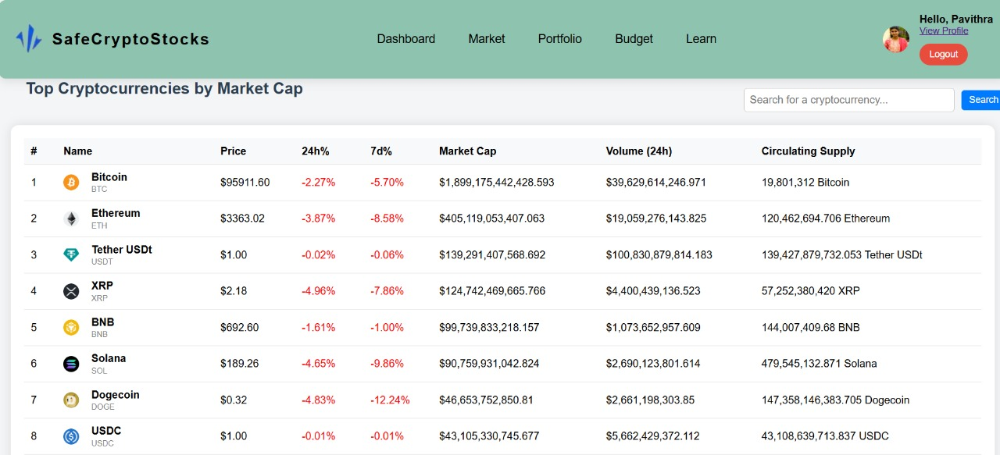 SafeCryptoStocks Dashboard Market Portfolio Budget Learn Hello, Pavithra
View Profile
Logout
Top Cryptocurrencies by Market Cap
Search for a cryptocurrency... Search
# Name Price 24h% 7d% Market Cap Volume (24h) Circulating Supply
1 Bitcoin $95911.60 -2.27% -5.70% $1,899,175,442,428.593 $39,629,614,246.971 19,801,312 Bitcoin
BTC
2 Ethereum $3363.02 -3.87% -8.58% $405,119,053,407.063 $19,059,276,143.825 120,462,694.706 Ethereum
ETH
3 Tether USDt $1.00 -0.02% -0.06% $139,291,407,568.692 $100,830,879,814.183 139,427,879,732.053 Tether USDt
USDT
4 XRP $2.18 -4.96% -7.86% $124,742,469,665.766 $4,400,439,136.523 57,252,380,420 XRP
XRP
5 BNB $692.60 -1.61% -1.00% $99,739,833,218.157 $1,073,652,957.609 144,007,409.68 BNB
BNB
6 Solana $189.26 -4.65% -9.86% $90,759,931,042.824 $2,690,123,801.614 479,545,132.871 Solana
SOL
7 Dogecoin $0.32 -4.83% -12.24% $46,653,752,850.81 $2,661,198,303.85 147,358,146,383.705 Dogecoin
DOGE
8 USDC $1.00 -0.01% -0.01% $43,105,330,745.677 $5,662,429,372.112 43,108,639,713.837 USDC
USDC